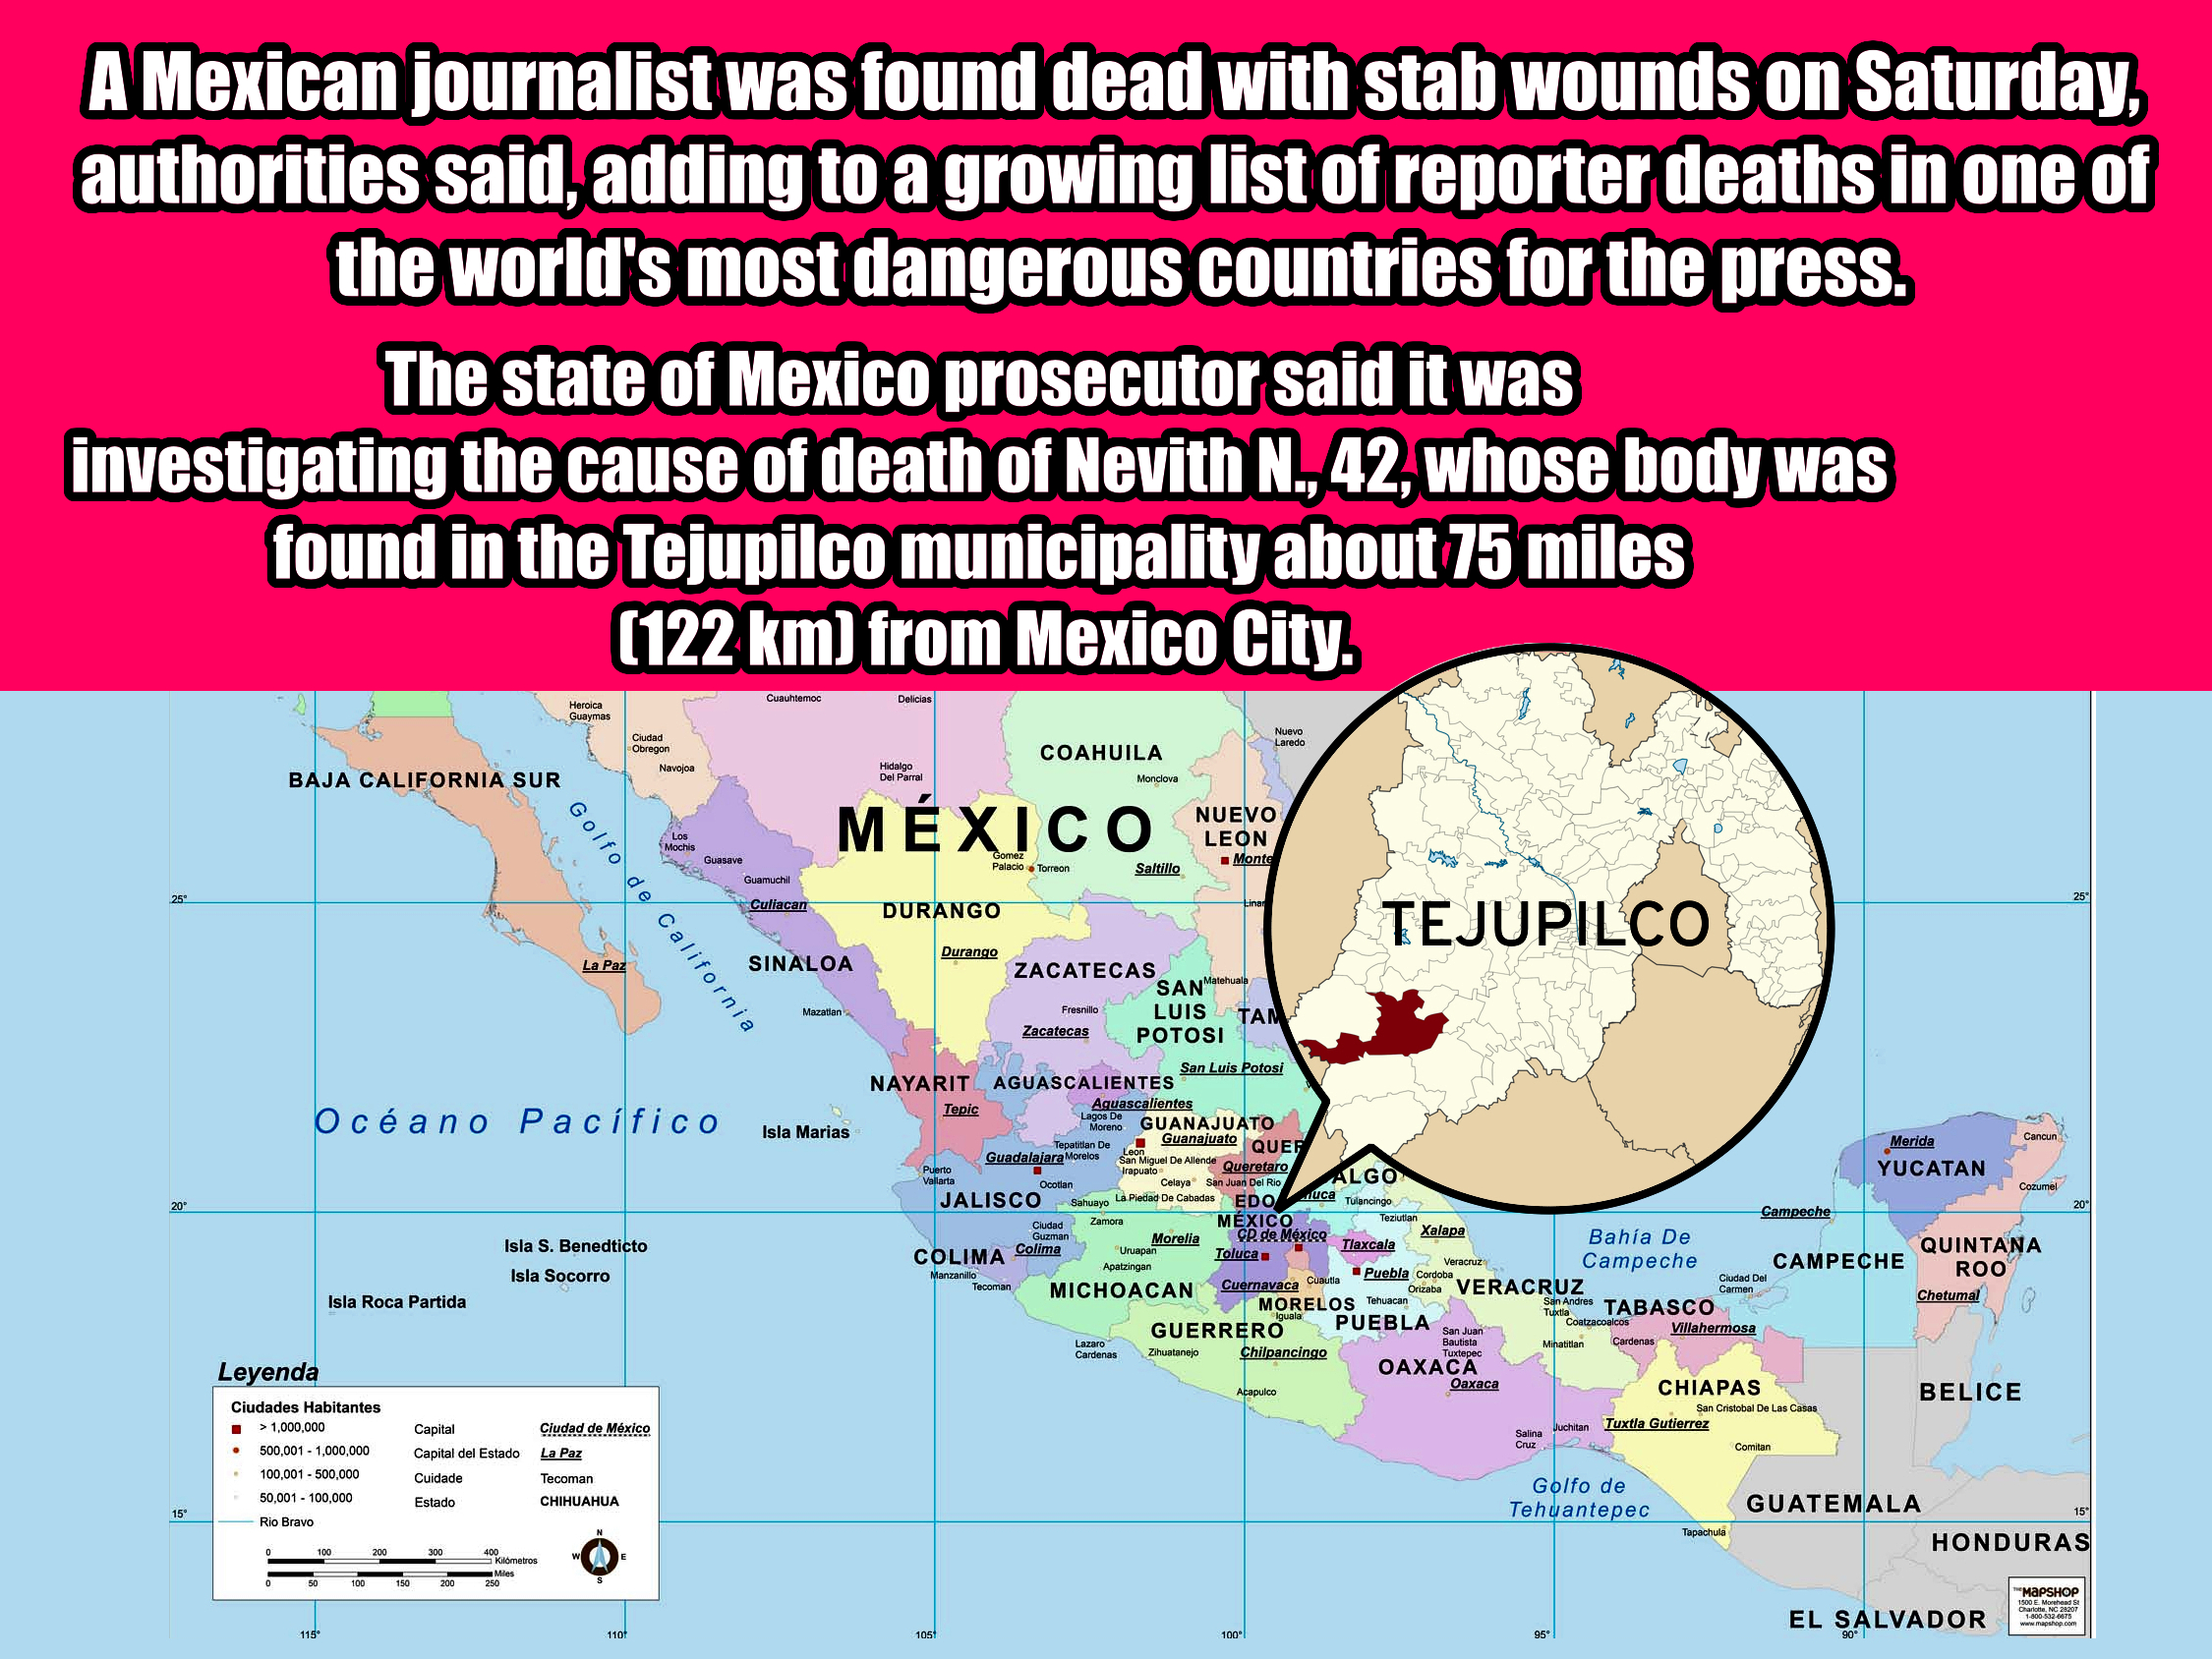 A Mexican journalist was found dead with stab wounds on Saturday,
authorities said, adding to a growing list of reporter deaths in one of
the world's most dangerous countries for the press.
The state of Mexico prosecutor said it was
investigating the cause of death of Nevith N., 42, whose body was
found in the Tejupilco municipality about 75 miles
(122 km) from Mexico City.
Cuauhtemoc
Delicias
Heroica
Guaymas
Ciudad
Obregon
Navojoa
Hidalgo
Del Parral
COAHUILA
Monclova
Nuevo
Laredo
BAJA CALIFORNIA SUR
Golfo de California
MÉXICO
NUEVO
LEON
Los
Mochis
Guasave
Guamuchil
Gomez
Palacio
Torreon
Saltillo
Monte
25°
Culiacan
DURANGO
Linar
TEJUPILCO
25°
25°
La Paz
SINALOA
Durango
ZACATECAS
Matehuala
SAN
LUIS
POTOSI
TAM
Mazatlan
Fresnillo
Zacatecas
San Luis Potosi
NAYARIT
AGUASCALIENTES
Tepic
Aguascalientes
Océano Pacífico
Isla Marias
Lagos De
Moreno
GUANAJUATO
Guanajuato
QUER
Tepatitlan De
Morelos
Leon
San Miguel De Allende
Guadalajara
Irapuato
Queretaro
Puerto
Vallarta
Ocotlan
Celaya
San Juan Del Rio
ALGO
JALISCO
Sahuayo
La Piedad De Cabadas
EDO
huca
Tulancingo
Merida
YUCATAN
Cancun
Cozumel
20°
20°
20°
MÉXICO
Teziutlan
Campeche
Zamora
Ciudad
Guzman
CD de México
Xalapa
Bahía De
Campeche
Isla S. Benedticto
COLIMA
Colima
Morelia
Uruapan
Toluca
Tlaxcala
QUINTANA
ROO
CAMPECHE
Isla Socorro
Manzanillo
Tecoman
Apatzingan
Veracruz
Puebla
Cordoba
Orizaba
VERACRUZ
Ciudad Del
Carmen
Isla Roca Partida
MICHOACAN
Cuernavaca
Cuautla
MORELOS
Tehuacan
San Andres
Tuxtla
TABASCO
Chetumal
Iguala
PUEBLA
Coatzacoalcos
Villahermosa
GUERRERO
San Juan
Bautista
Tuxtepec
Minatitlan
Cardenas
Lazaro
Cardenas
Zihuatanejo
Chilpancingo
OAXACA
Oaxaca
Acapulco
CHIAPAS
BELICE
San Cristobal De Las Casas
Tuxtla Gutierrez
Salina
Cruz
Juchitan
Comitan
Golfo de
Tehuantepec
GUATEMALA
15°
15°
Tapachula
HONDURAS
EL SALVADOR
Leyenda
Ciudades Habitantes
> 1,000,000
500,001 - 1,000,000
100,001 - 500,000
50,001 - 100,000
Rio Bravo
Capital
Ciudad de México
Capital del Estado
La Paz
Cuidade
Tecoman
Estado
CHIHUAHUA
0 100 200 300 400
Kilómetros
Miles
0 50 100 150 200 250
N
W E
S
THE MAPSHOP
1500 E. Morehead St
Charlotte, NC 28207
1-800-532-6675
www.mapshop.com
115° 110° 105° 100° 95° 90°